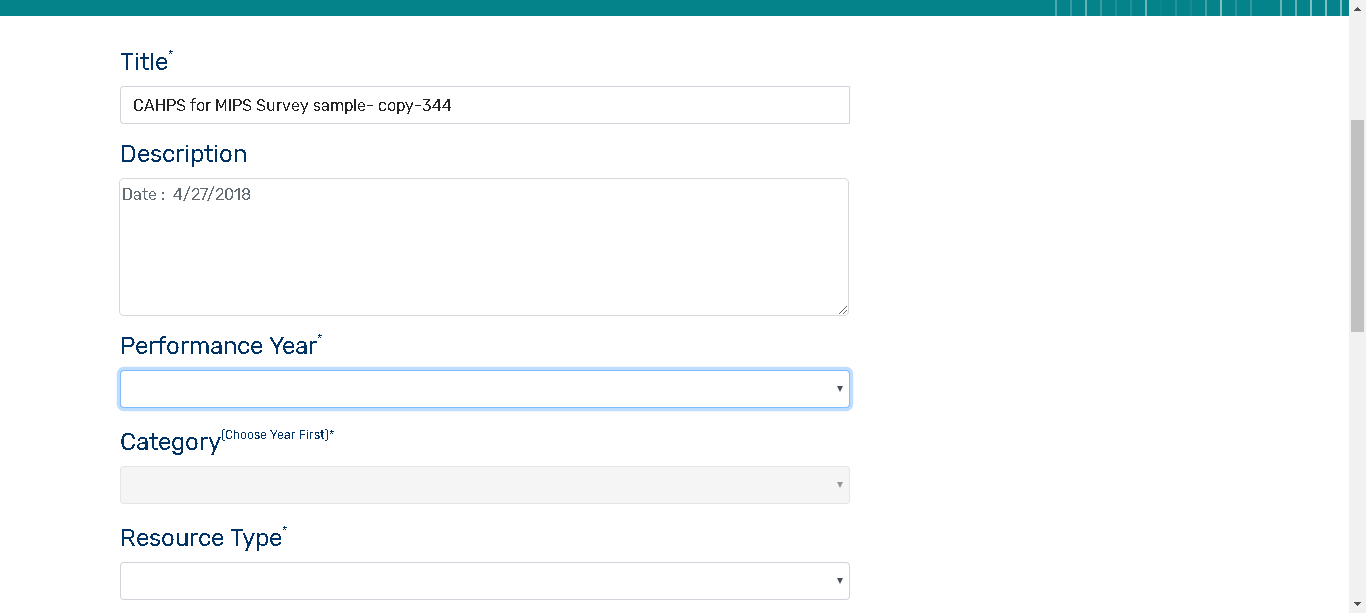 Title*
CAHPS for MIPS Survey sample- copy-344
Description
Date :  4/27/2018
Performance Year*
Category(Choose Year First)*
Resource Type*